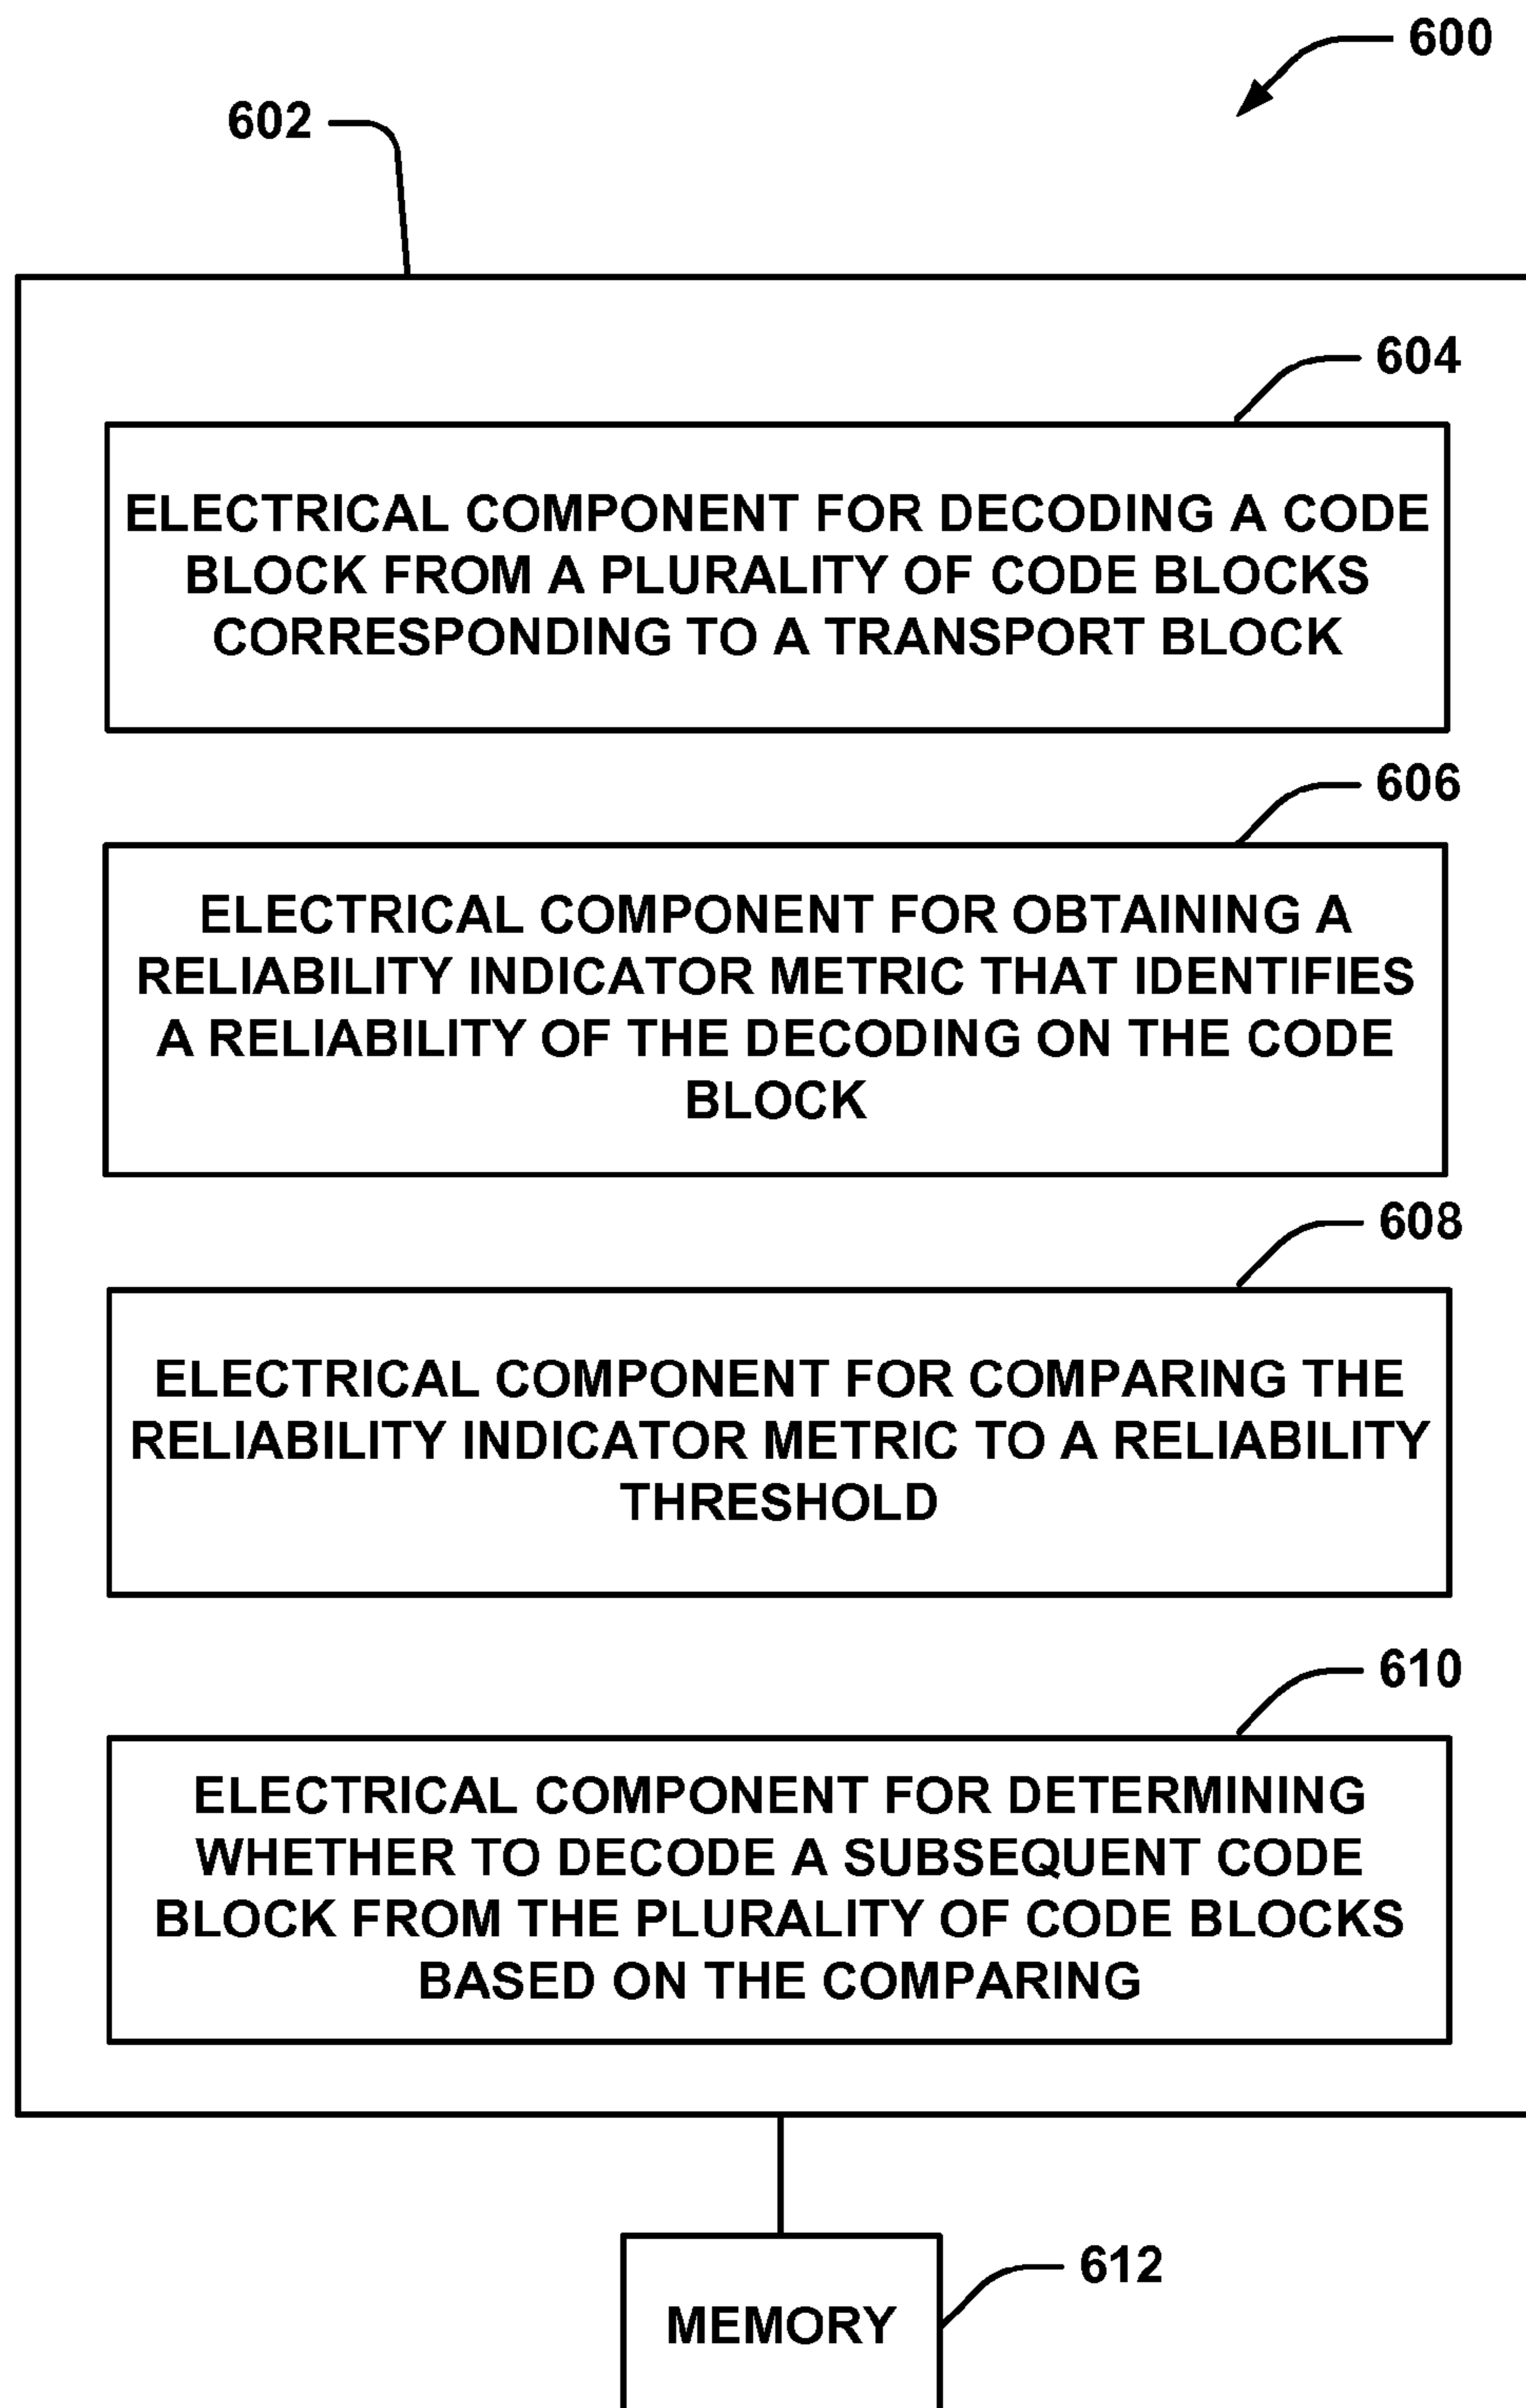 600
602
604
ELECTRICAL COMPONENT FOR DECODING A CODE
BLOCK FROM A PLURALITY OF CODE BLOCKS
CORRESPONDING TO A TRANSPORT BLOCK
606
ELECTRICAL COMPONENT FOR OBTAINING A
RELIABILITY INDICATOR METRIC THAT IDENTIFIES
A RELIABILITY OF THE DECODING ON THE CODE
BLOCK
608
ELECTRICAL COMPONENT FOR COMPARING THE
RELIABILITY INDICATOR METRIC TO A RELIABILITY
THRESHOLD
610
ELECTRICAL COMPONENT FOR DETERMINING
WHETHER TO DECODE A SUBSEQUENT CODE
BLOCK FROM THE PLURALITY OF CODE BLOCKS
BASED ON THE COMPARING
612
MEMORY